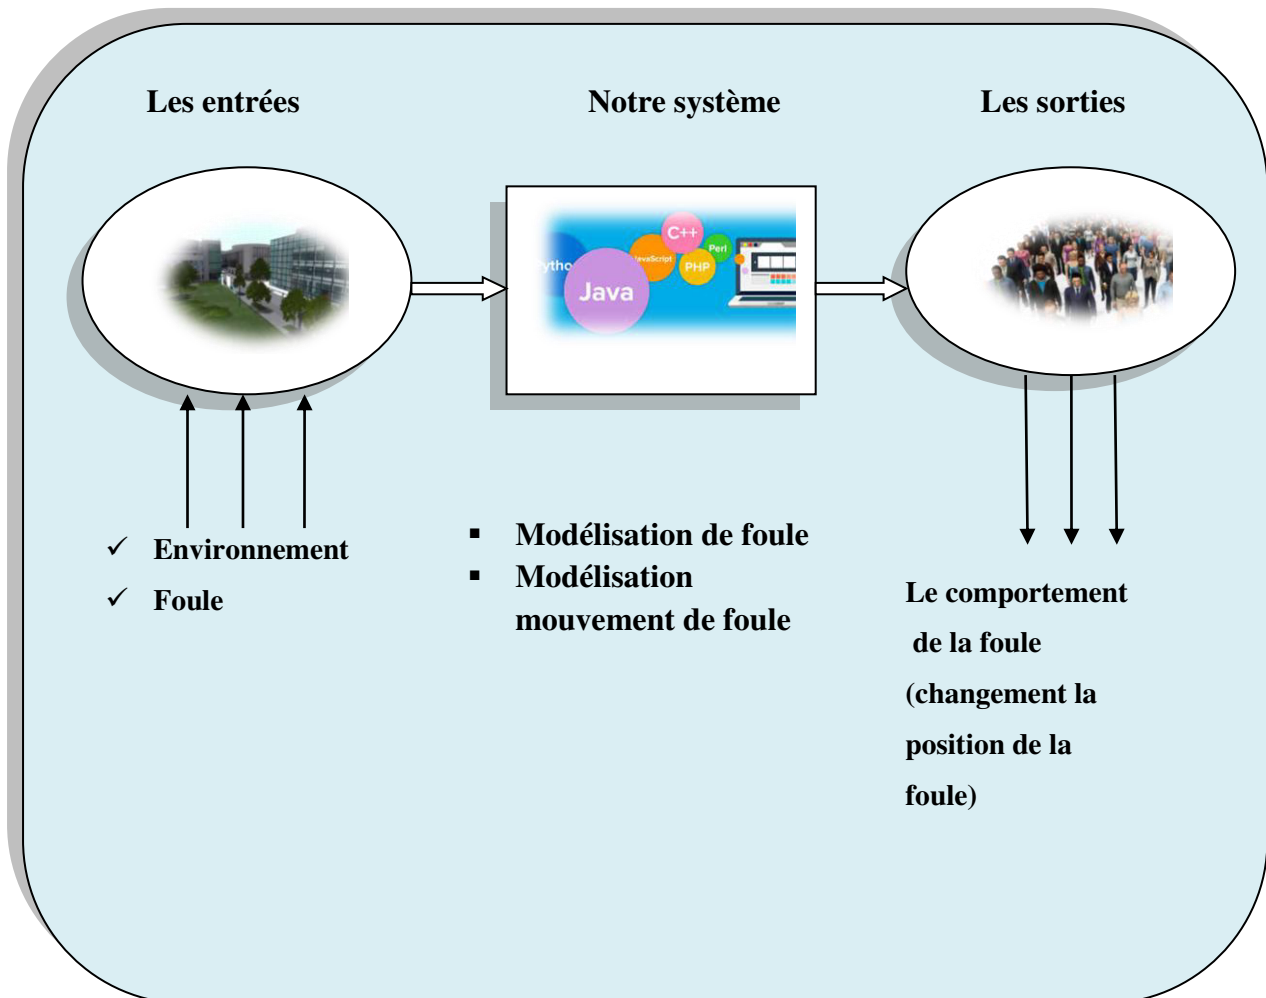 Les entrées
Notre système
Les sorties
C++
JavaScript
Perl
PHP
Java
✓ Environnement
✓ Foule
▪ Modélisation de foule
▪ Modélisation
mouvement de foule
Le comportement
de la foule
(changement la
position de la
foule)